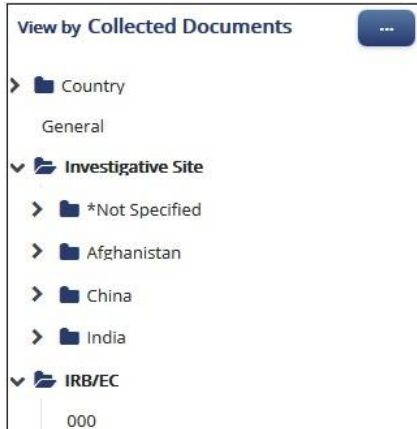 View by Collected Documents ...
Country
General
Investigative Site
*Not Specified
Afghanistan
China
India
IRB/EC
000